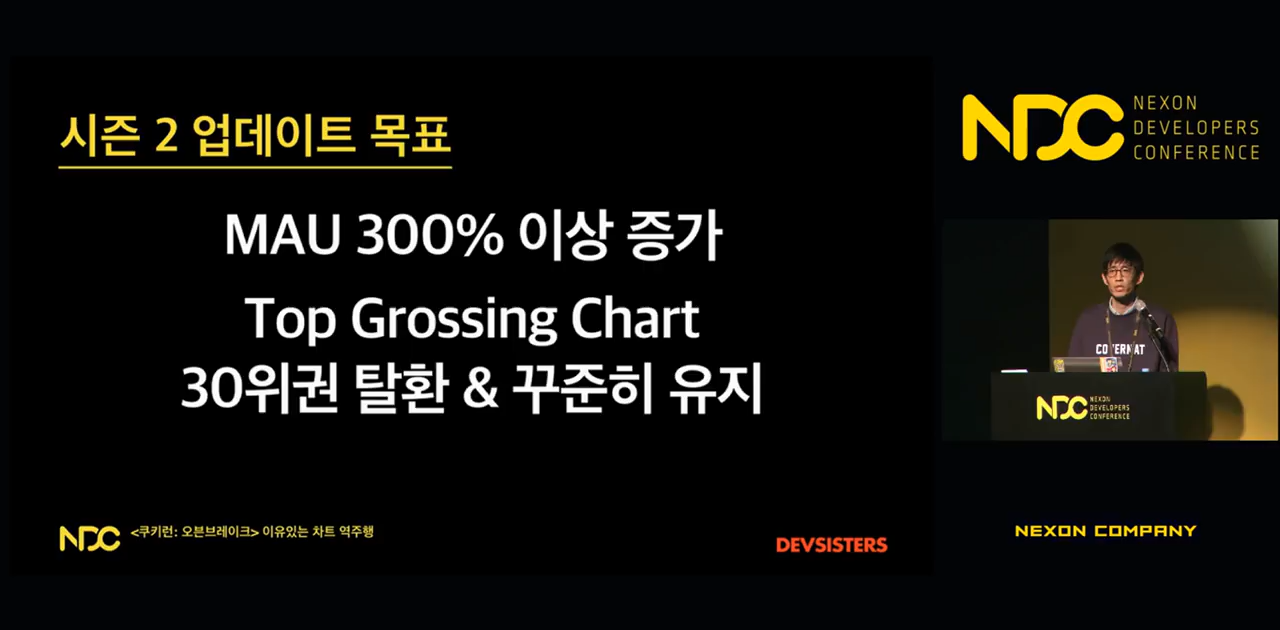 시즌 2 업데이트 목표
MAU 300% 이상 증가
Top Grossing Chart
30위권 탈환 & 꾸준히 유지
NDC <쿠키런: 오븐브레이크> 이유있는 차트 역주행
DEVSISTERS
NDC
NEXON
DEVELOPERS
CONFERENCE
NDC
NEXON
DEVELOPERS
CONFERENCE
NEXON COMPANY